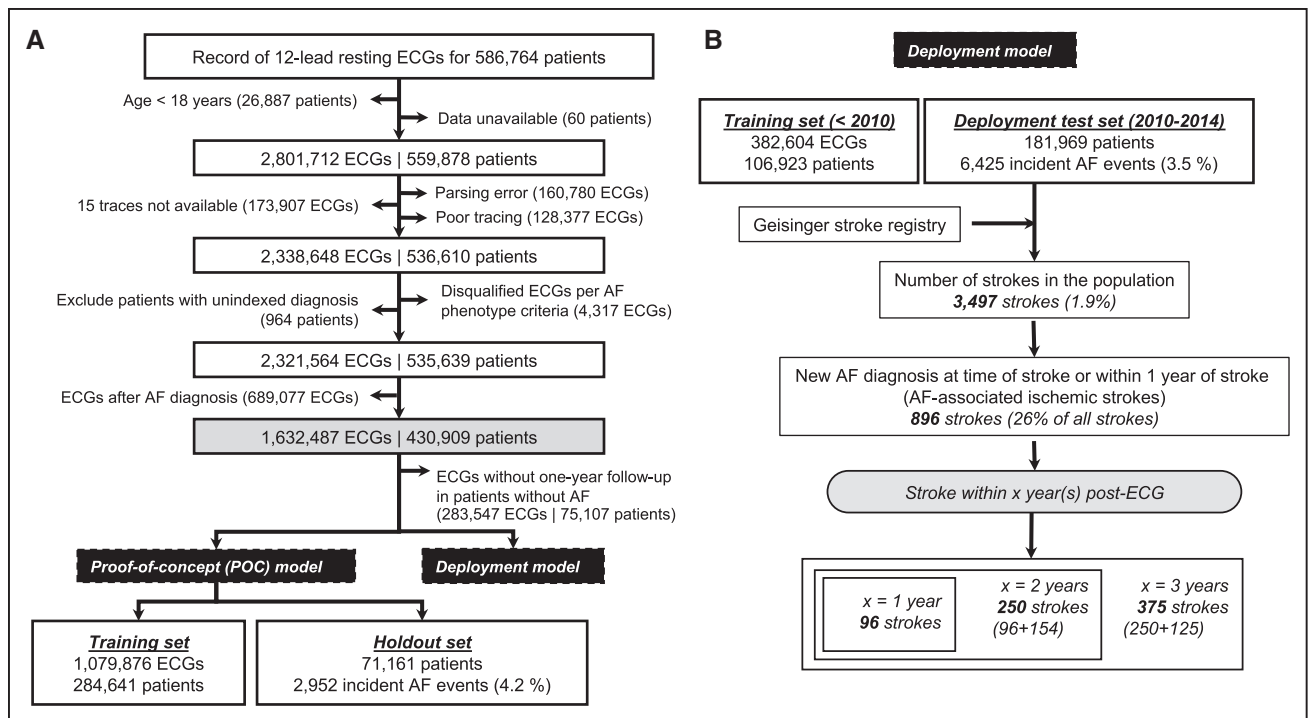 A
Record of 12-lead resting ECGs for 586,764 patients
Age < 18 years (26,887 patients)
Data unavailable (60 patients)
2,801,712 ECGs | 559,878 patients
Parsing error (160,780 ECGs)
15 traces not available (173,907 ECGs)
Poor tracing (128,377 ECGs)
2,338,648 ECGs | 536,610 patients
Exclude patients with unindexed diagnosis
(964 patients)
Disqualified ECGs per AF
phenotype criteria (4,317 ECGs)
2,321,564 ECGs | 535,639 patients
ECGs after AF diagnosis (689,077 ECGs)
1,632,487 ECGs | 430,909 patients
ECGs without one-year follow-up
in patients without AF
(283,547 ECGs | 75,107 patients)
Proof-of-concept (POC) model
Deployment model
Training set
1,079,876 ECGs
284,641 patients
Holdout set
71,161 patients
2,952 incident AF events (4.2 %)
B
Deployment model
Training set (< 2010)
382,604 ECGs
106,923 patients
Deployment test set (2010-2014)
181,969 patients
6,425 incident AF events (3.5 %)
Geisinger stroke registry
Number of strokes in the population
3,497 strokes (1.9%)
New AF diagnosis at time of stroke or within 1 year of stroke
(AF-associated ischemic strokes)
896 strokes (26% of all strokes)
Stroke within x year(s) post-ECG
x = 1 year
96 strokes
x = 2 years
250 strokes
(96+154)
x = 3 years
375 strokes
(250+125)